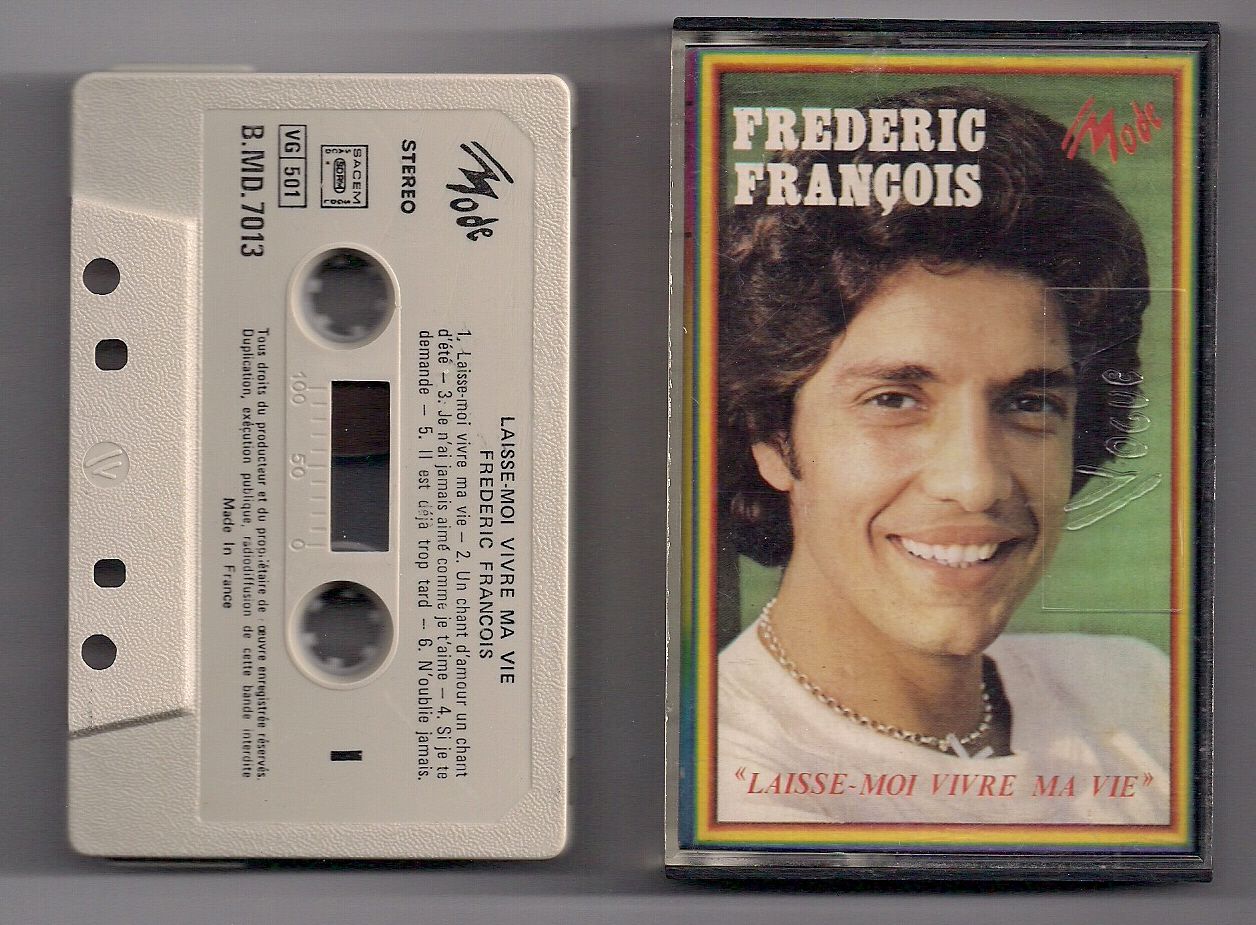 Mode
STEREO
SACEM
SACD SDRM SGDL
VG 501
B.MD.7013
LAISSE-MOI VIVRE MA VIE
FREDERIC FRANCOIS
1. Laisse-moi vivre ma vie – 2. Un chant d'amour un chant
d'été – 3. Je n'ai jamais aimé comme je t'aime – 4. Si je te
demande – 5. Il est déjà trop tard – 6. N'oublie jamais.
100 50 0
Tous droits du producteur et du propriétaire de l'œuvre enregistrée réservés.
Duplication, exécution publique, radiodiffusion de cette bande interdite
Made In France
FREDERIC
FRANÇOIS
Mode
Vogue
«LAISSE-MOI VIVRE MA VIE»